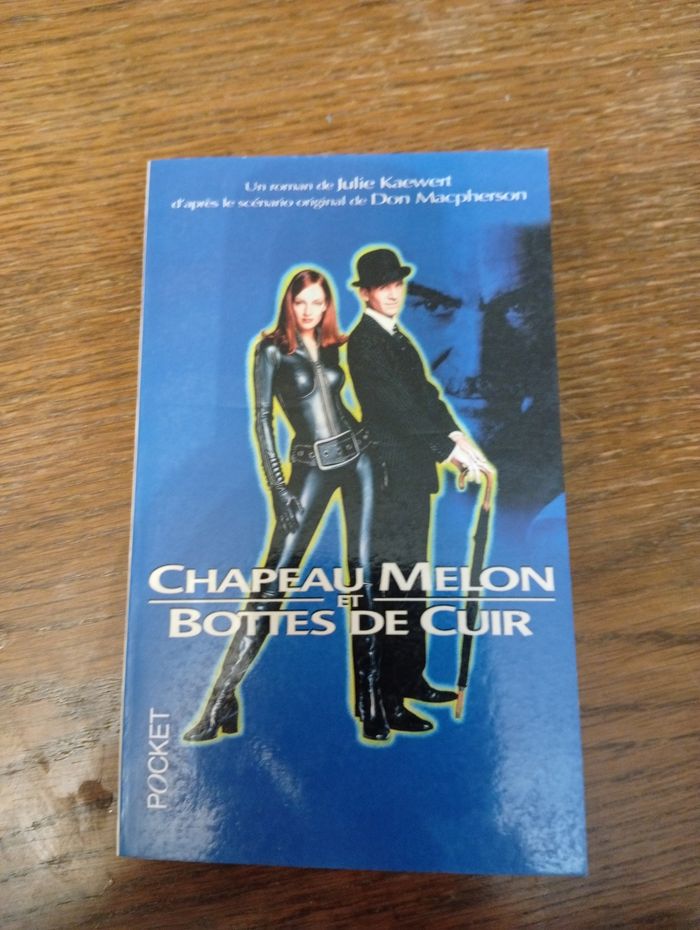 Un roman de Julie Kaewert
d'après le scénario original de Don Macpherson
CHAPEAU MELON
ET
BOTTES DE CUIR
POCKET